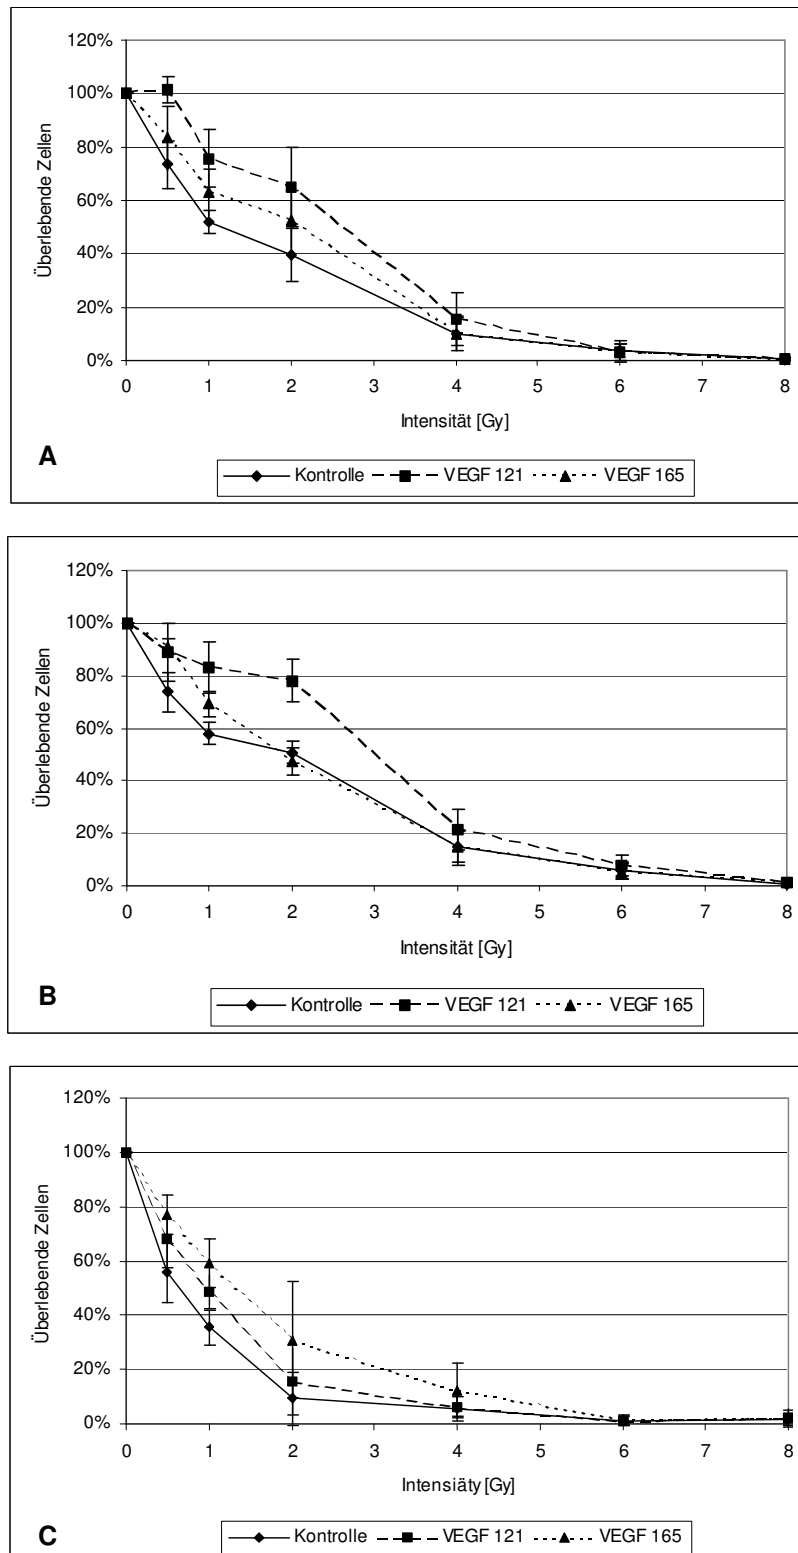 120%
100%
80%
60%
40%
20%
0%
Überlebende Zellen
0 1 2 3 4 5 6 7 8
Intensität [Gy]
A
Kontrolle VEGF 121 VEGF 165
120%
100%
80%
60%
40%
20%
0%
Überlebende Zellen
0 1 2 3 4 5 6 7 8
Intensität [Gy]
B
Kontrolle VEGF 121 VEGF 165
120%
100%
80%
60%
40%
20%
0%
Überlebende Zellen
0 1 2 3 4 5 6 7 8
Intensiäty [Gy]
C
Kontrolle VEGF 121 VEGF 165